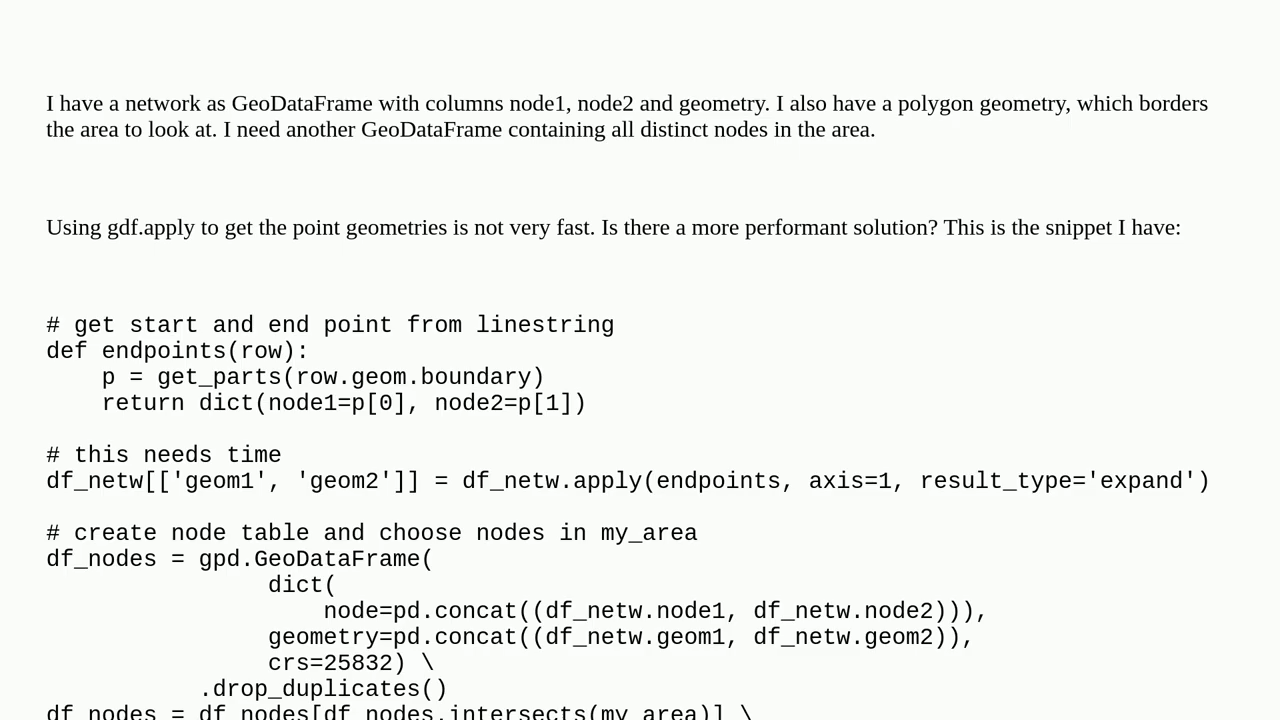 I have a network as GeoDataFrame with columns node1, node2 and geometry. I also have a polygon geometry, which borders
the area to look at. I need another GeoDataFrame containing all distinct nodes in the area.
Using gdf.apply to get the point geometries is not very fast. Is there a more performant solution? This is the snippet I have:
# get start and end point from linestring
def endpoints(row):
    p = get_parts(row.geom.boundary)
    return dict(node1=p[0], node2=p[1])
# this needs time
df_netw[['geom1', 'geom2']] = df_netw.apply(endpoints, axis=1, result_type='expand')
# create node table and choose nodes in my_area
df_nodes = gpd.GeoDataFrame(
                dict(
                    node=pd.concat((df_netw.node1, df_netw.node2))),
                geometry=pd.concat((df_netw.geom1, df_netw.geom2)),
                crs=25832) \
           .drop_duplicates()
df_nodes = df_nodes[df_nodes.intersects(my_area)] \